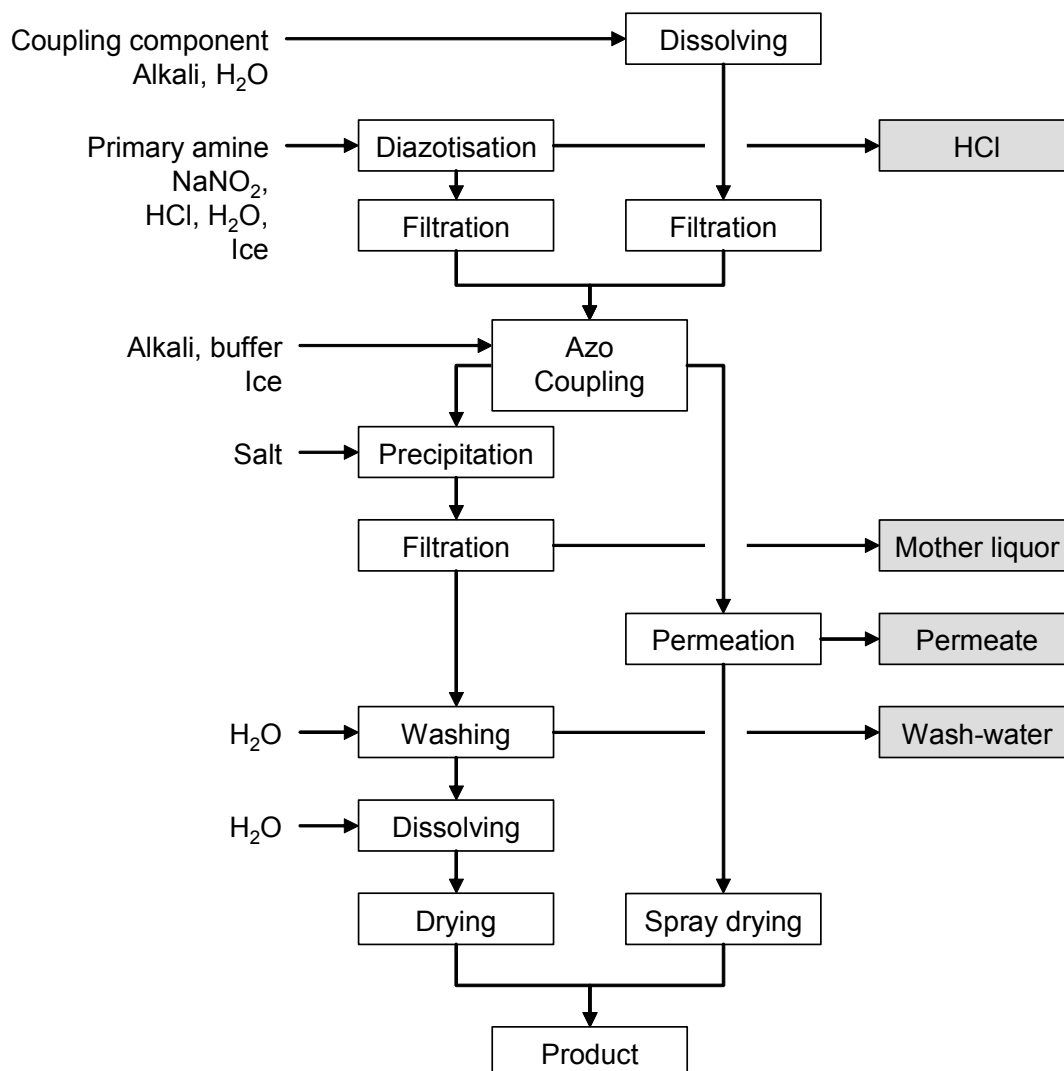 Coupling component
Alkali, H₂O
Dissolving
Primary amine
NaNO₂,
HCl, H₂O,
Ice
Diazotisation
HCl
Filtration
Filtration
Alkali, buffer
Ice
Azo
Coupling
Salt
Precipitation
Filtration
Mother liquor
Permeation
Permeate
H₂O
Washing
Wash-water
H₂O
Dissolving
Drying
Spray drying
Product